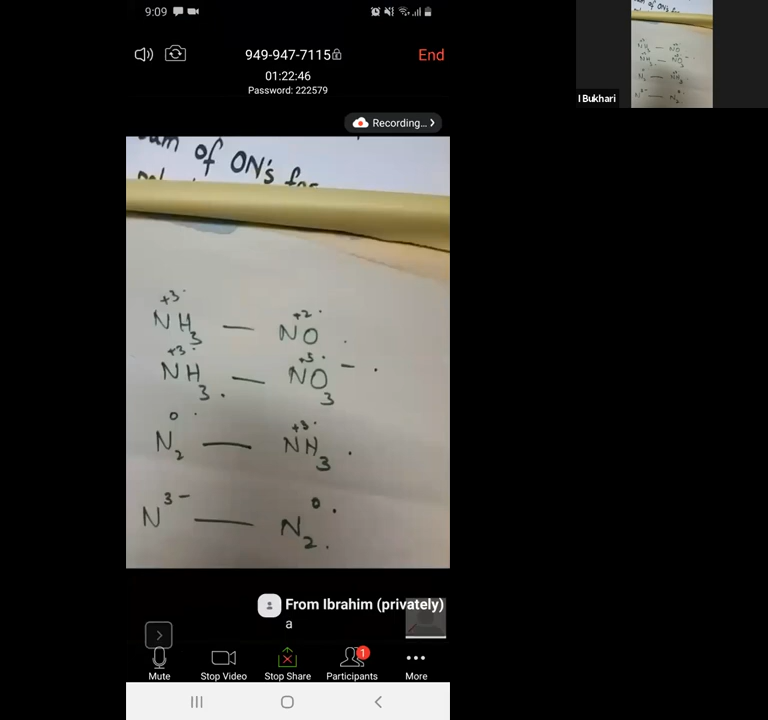 9:09
949-947-7115
End
01:22:46
Password: 222579
Recording...
I Bukhari
of ON's for
+3 +2
NH3 — NO
+3 +5
NH3. — NO3-
0 +3
N2 — NH3
N3- — N2 0
From Ibrahim (privately)
a
1
Mute Stop Video Stop Share Participants More